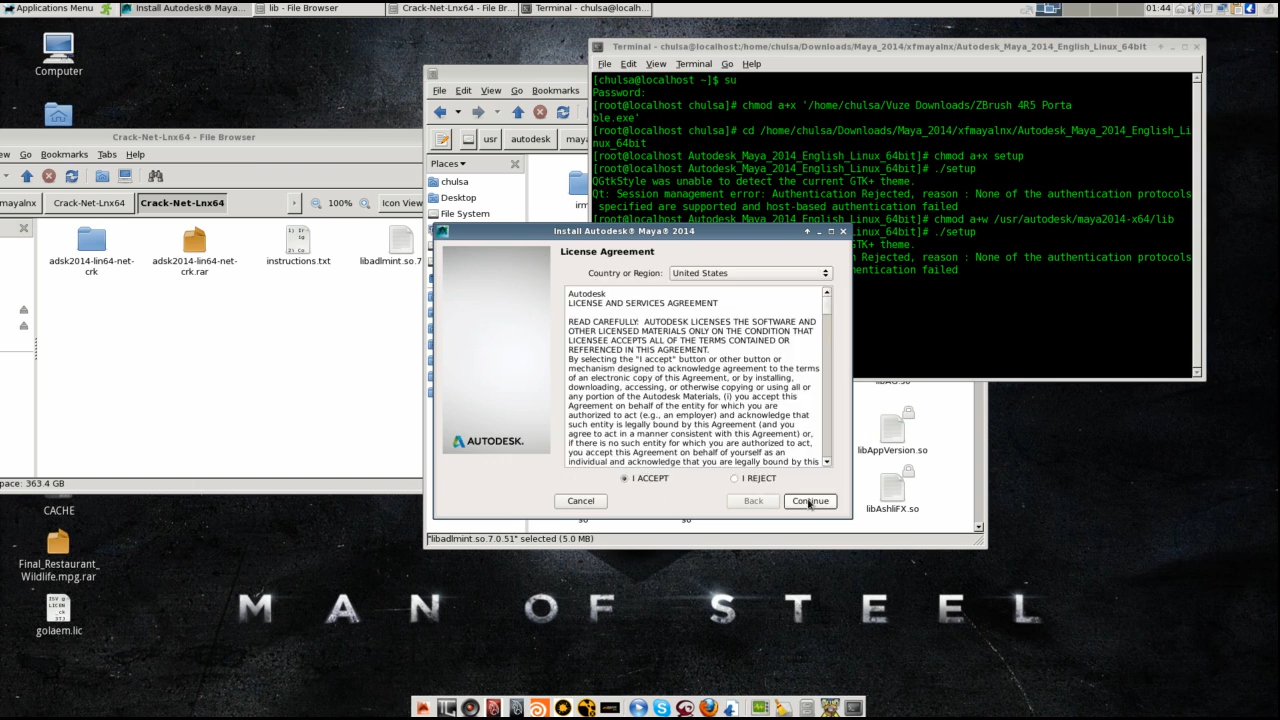 Applications Menu
Install Autodesk® Maya...
lib - File Browser
Crack-Net-Lnx64 - File Br...
Terminal - chulsa@localh...
01:44
Computer
Crack-Net-Lnx64 - File Browser
ew Go Bookmarks Tabs Help
mayalnx
Crack-Net-Lnx64
Crack-Net-Lnx64
100%
Icon View
adsk2014-lin64-net-
crk
adsk2014-lin64-net-
crk.rar
instructions.txt
libadlmint.so.7
pace: 363.4 GB
CACHE
Final_Restaurant_
Wildlife.mpg.rar
golaem.lic
File Edit View Go Bookmarks
usr
autodesk
maya
Places
chulsa
Desktop
File System
irm
so
so
libAG.so
libAppVersion.so
libAshliFX.so
"libadlmint.so.7.0.51" selected (5.0 MB)
Terminal - chulsa@localhost:/home/chulsa/Downloads/Maya_2014/xfmayalnx/Autodesk_Maya_2014_English_Linux_64bit
File Edit View Terminal Go Help
[chulsa@localhost ~]$ su
Password:
[root@localhost chulsa]# chmod a+x '/home/chulsa/Vuze Downloads/ZBrush 4R5 Porta
ble.exe'
[root@localhost chulsa]# cd /home/chulsa/Downloads/Maya_2014/xfmayalnx/Autodesk_Maya_2014_English_Li
nux_64bit
[root@localhost Autodesk_Maya_2014_English_Linux_64bit]# chmod a+x setup
[root@localhost Autodesk_Maya_2014_English_Linux_64bit]# ./setup
QGtkStyle was unable to detect the current GTK+ theme.
Qt: Session management error: Authentication Rejected, reason : None of the authentication protocols
specified are supported and host-based authentication failed
[root@localhost Autodesk_Maya_2014_English_Linux_64bit]# chmod a+w /usr/autodesk/maya2014-x64/lib
_2014_English_Linux_64bit]# ./setup
GTK+ theme.
n Rejected, reason : None of the authentication protocols
hentication failed
Install Autodesk® Maya® 2014
License Agreement
Country or Region: United States
Autodesk
LICENSE AND SERVICES AGREEMENT
READ CAREFULLY: AUTODESK LICENSES THE SOFTWARE AND
OTHER LICENSED MATERIALS ONLY ON THE CONDITION THAT
LICENSEE ACCEPTS ALL OF THE TERMS CONTAINED OR
REFERENCED IN THIS AGREEMENT.
By selecting the "I accept" button or other button or
mechanism designed to acknowledge agreement to the terms
of an electronic copy of this Agreement, or by installing,
downloading, accessing, or otherwise copying or using all or
any portion of the Autodesk Materials, (i) you accept this
Agreement on behalf of the entity for which you are
authorized to act (e.g., an employer) and acknowledge that
such entity is legally bound by this Agreement (and you
agree to act in a manner consistent with this Agreement) or,
if there is no such entity for which you are authorized to act,
you accept this Agreement on behalf of yourself as an
individual and acknowledge that you are legally bound by this
AUTODESK.
I ACCEPT
I REJECT
Cancel
Back
Continue
MAN OF STEEL